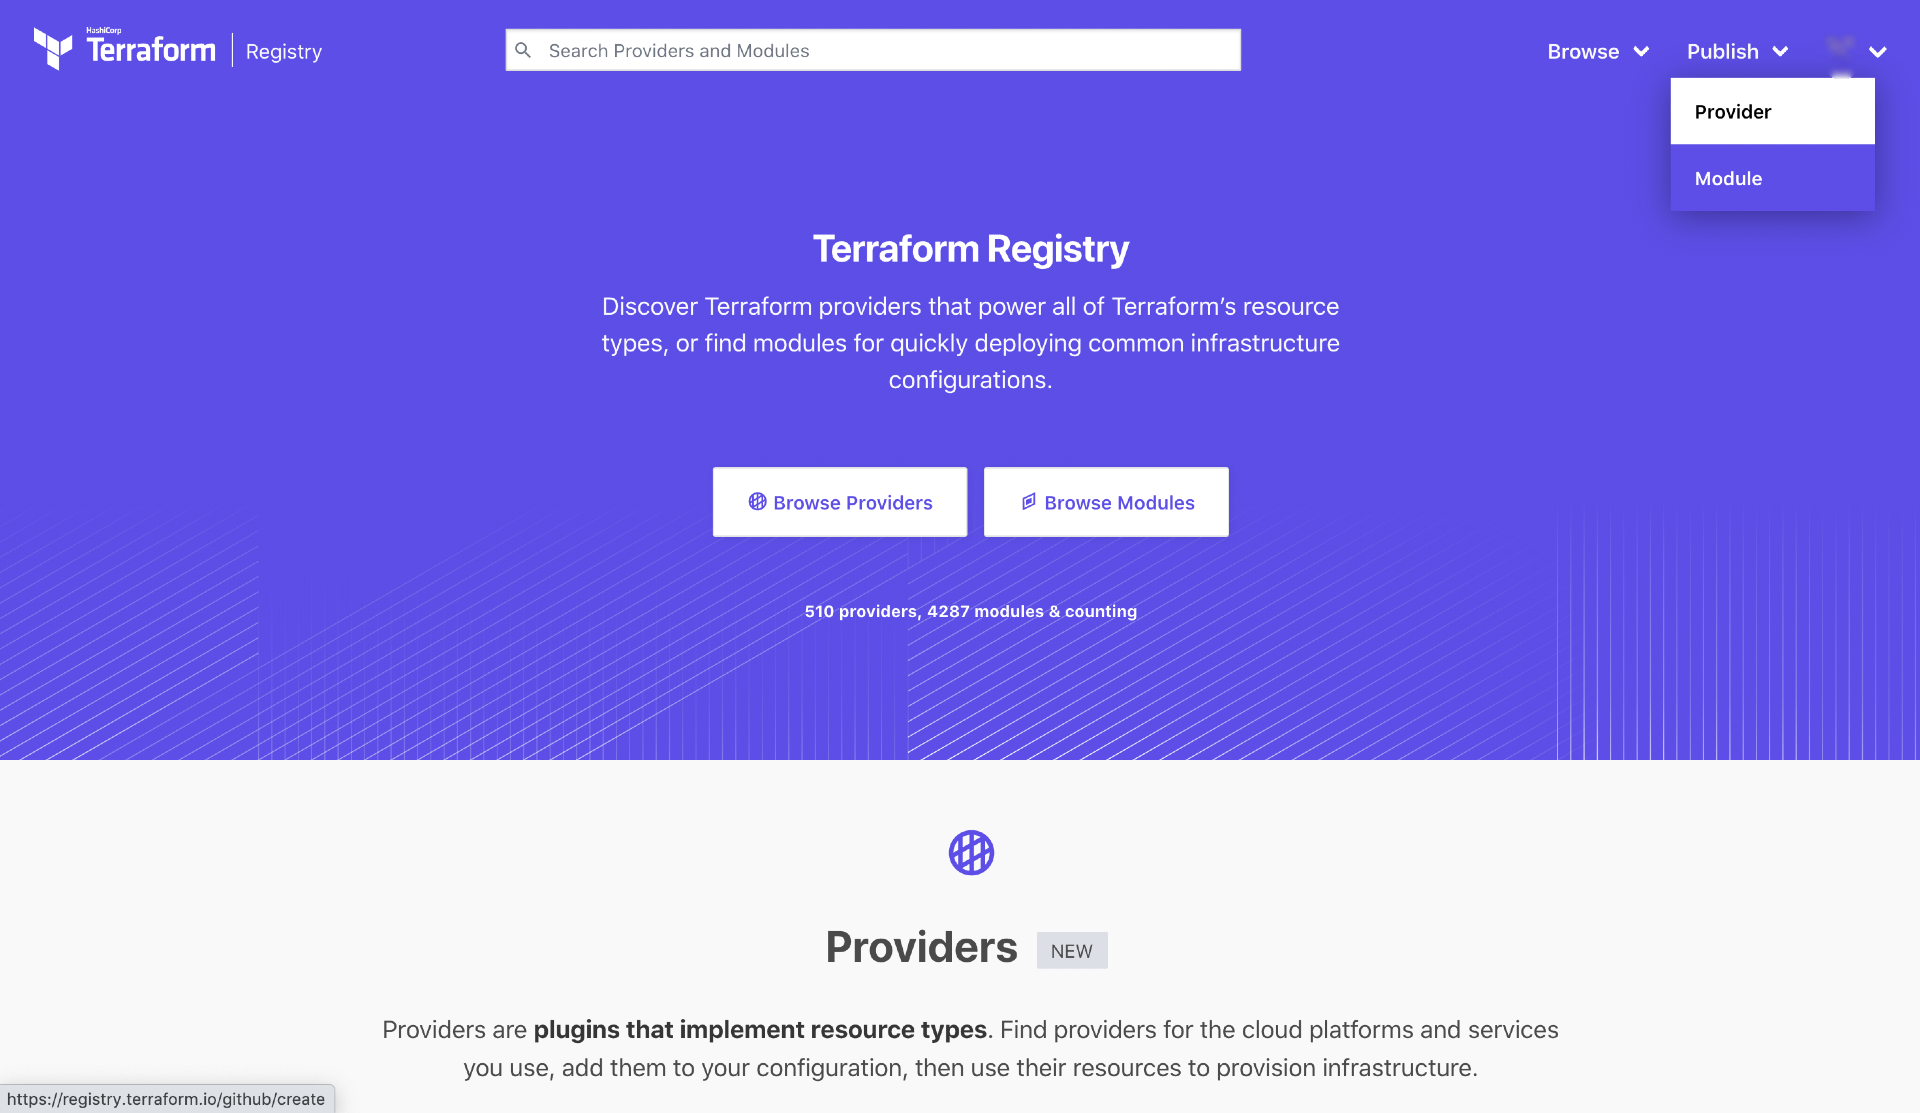 HashiCorp
Terraform
Registry
Search Providers and Modules
Browse
Publish
Provider
Module
Terraform Registry
Discover Terraform providers that power all of Terraform’s resource
types, or find modules for quickly deploying common infrastructure
configurations.
Browse Providers
Browse Modules
510 providers, 4287 modules & counting
Providers
NEW
Providers are plugins that implement resource types. Find providers for the cloud platforms and services
you use, add them to your configuration, then use their resources to provision infrastructure.
https://registry.terraform.io/github/create